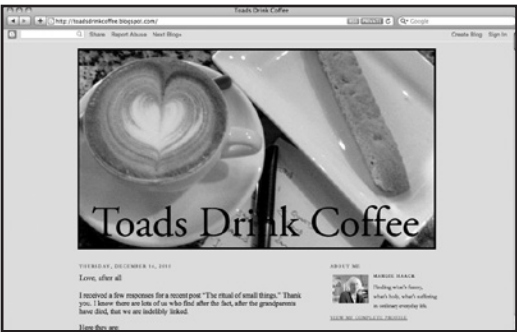 Toads Drink Coffee
http://toadsdrinkcoffee.blogspot.com/
Google
Share Report Abuse Next Blog»
Create Blog Sign In
Toads Drink Coffee
THURSDAY, DECEMBER 16, 2010
Love, after all
I received a few responses for a recent post "The ritual of small things." Thank
you. I know there are lots of us who find after the fact, after the grandparents
have died, that we are indelibly linked.
Here they are:
ABOUT ME
Finding what's funny,
what's holy, what's suffering
in ordinary everyday life.
VIEW MY COMPLETE PROFILE